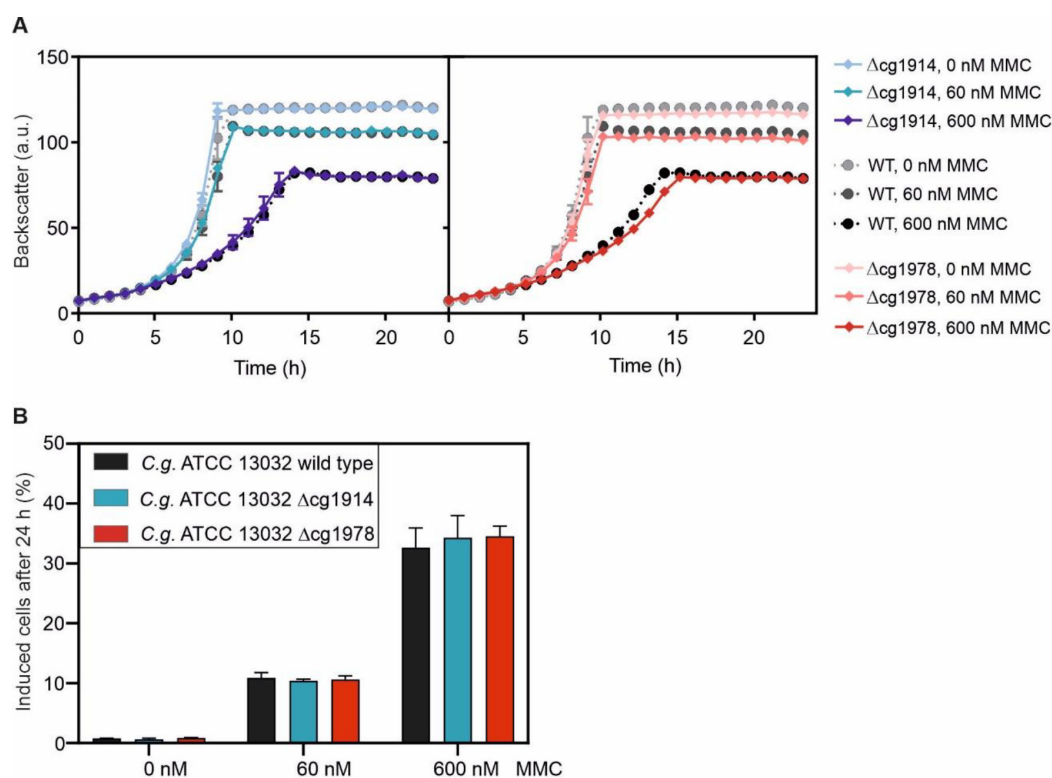 A
150
100
50
0
Backscatter (a.u.)
0 5 10 15 20
0 5 10 15 20
Time (h)
Time (h)
Δcg1914, 0 nM MMC
Δcg1914, 60 nM MMC
Δcg1914, 600 nM MMC
WT, 0 nM MMC
WT, 60 nM MMC
WT, 600 nM MMC
Δcg1978, 0 nM MMC
Δcg1978, 60 nM MMC
Δcg1978, 600 nM MMC
B
50
40
30
20
10
0
Induced cells after 24 h (%)
C.g. ATCC 13032 wild type
C.g. ATCC 13032 Δcg1914
C.g. ATCC 13032 Δcg1978
0 nM 60 nM 600 nM MMC